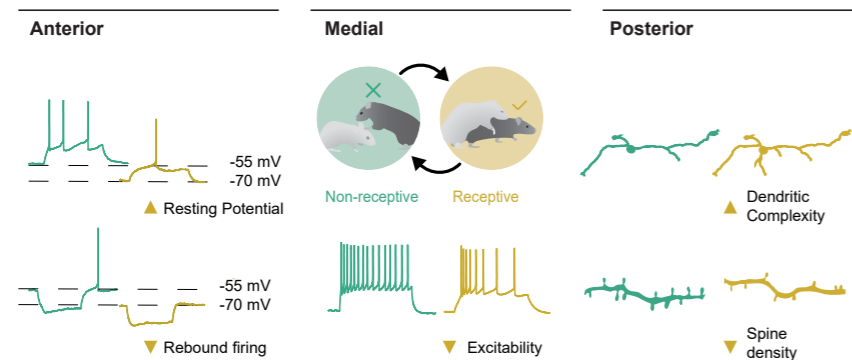 Anterior
Medial
Posterior
-55 mV
-70 mV
▲ Resting Potential
-55 mV
-70 mV
▼ Rebound firing
Non-receptive
Receptive
▼ Excitability
▲ Dendritic
Complexity
▼ Spine
density